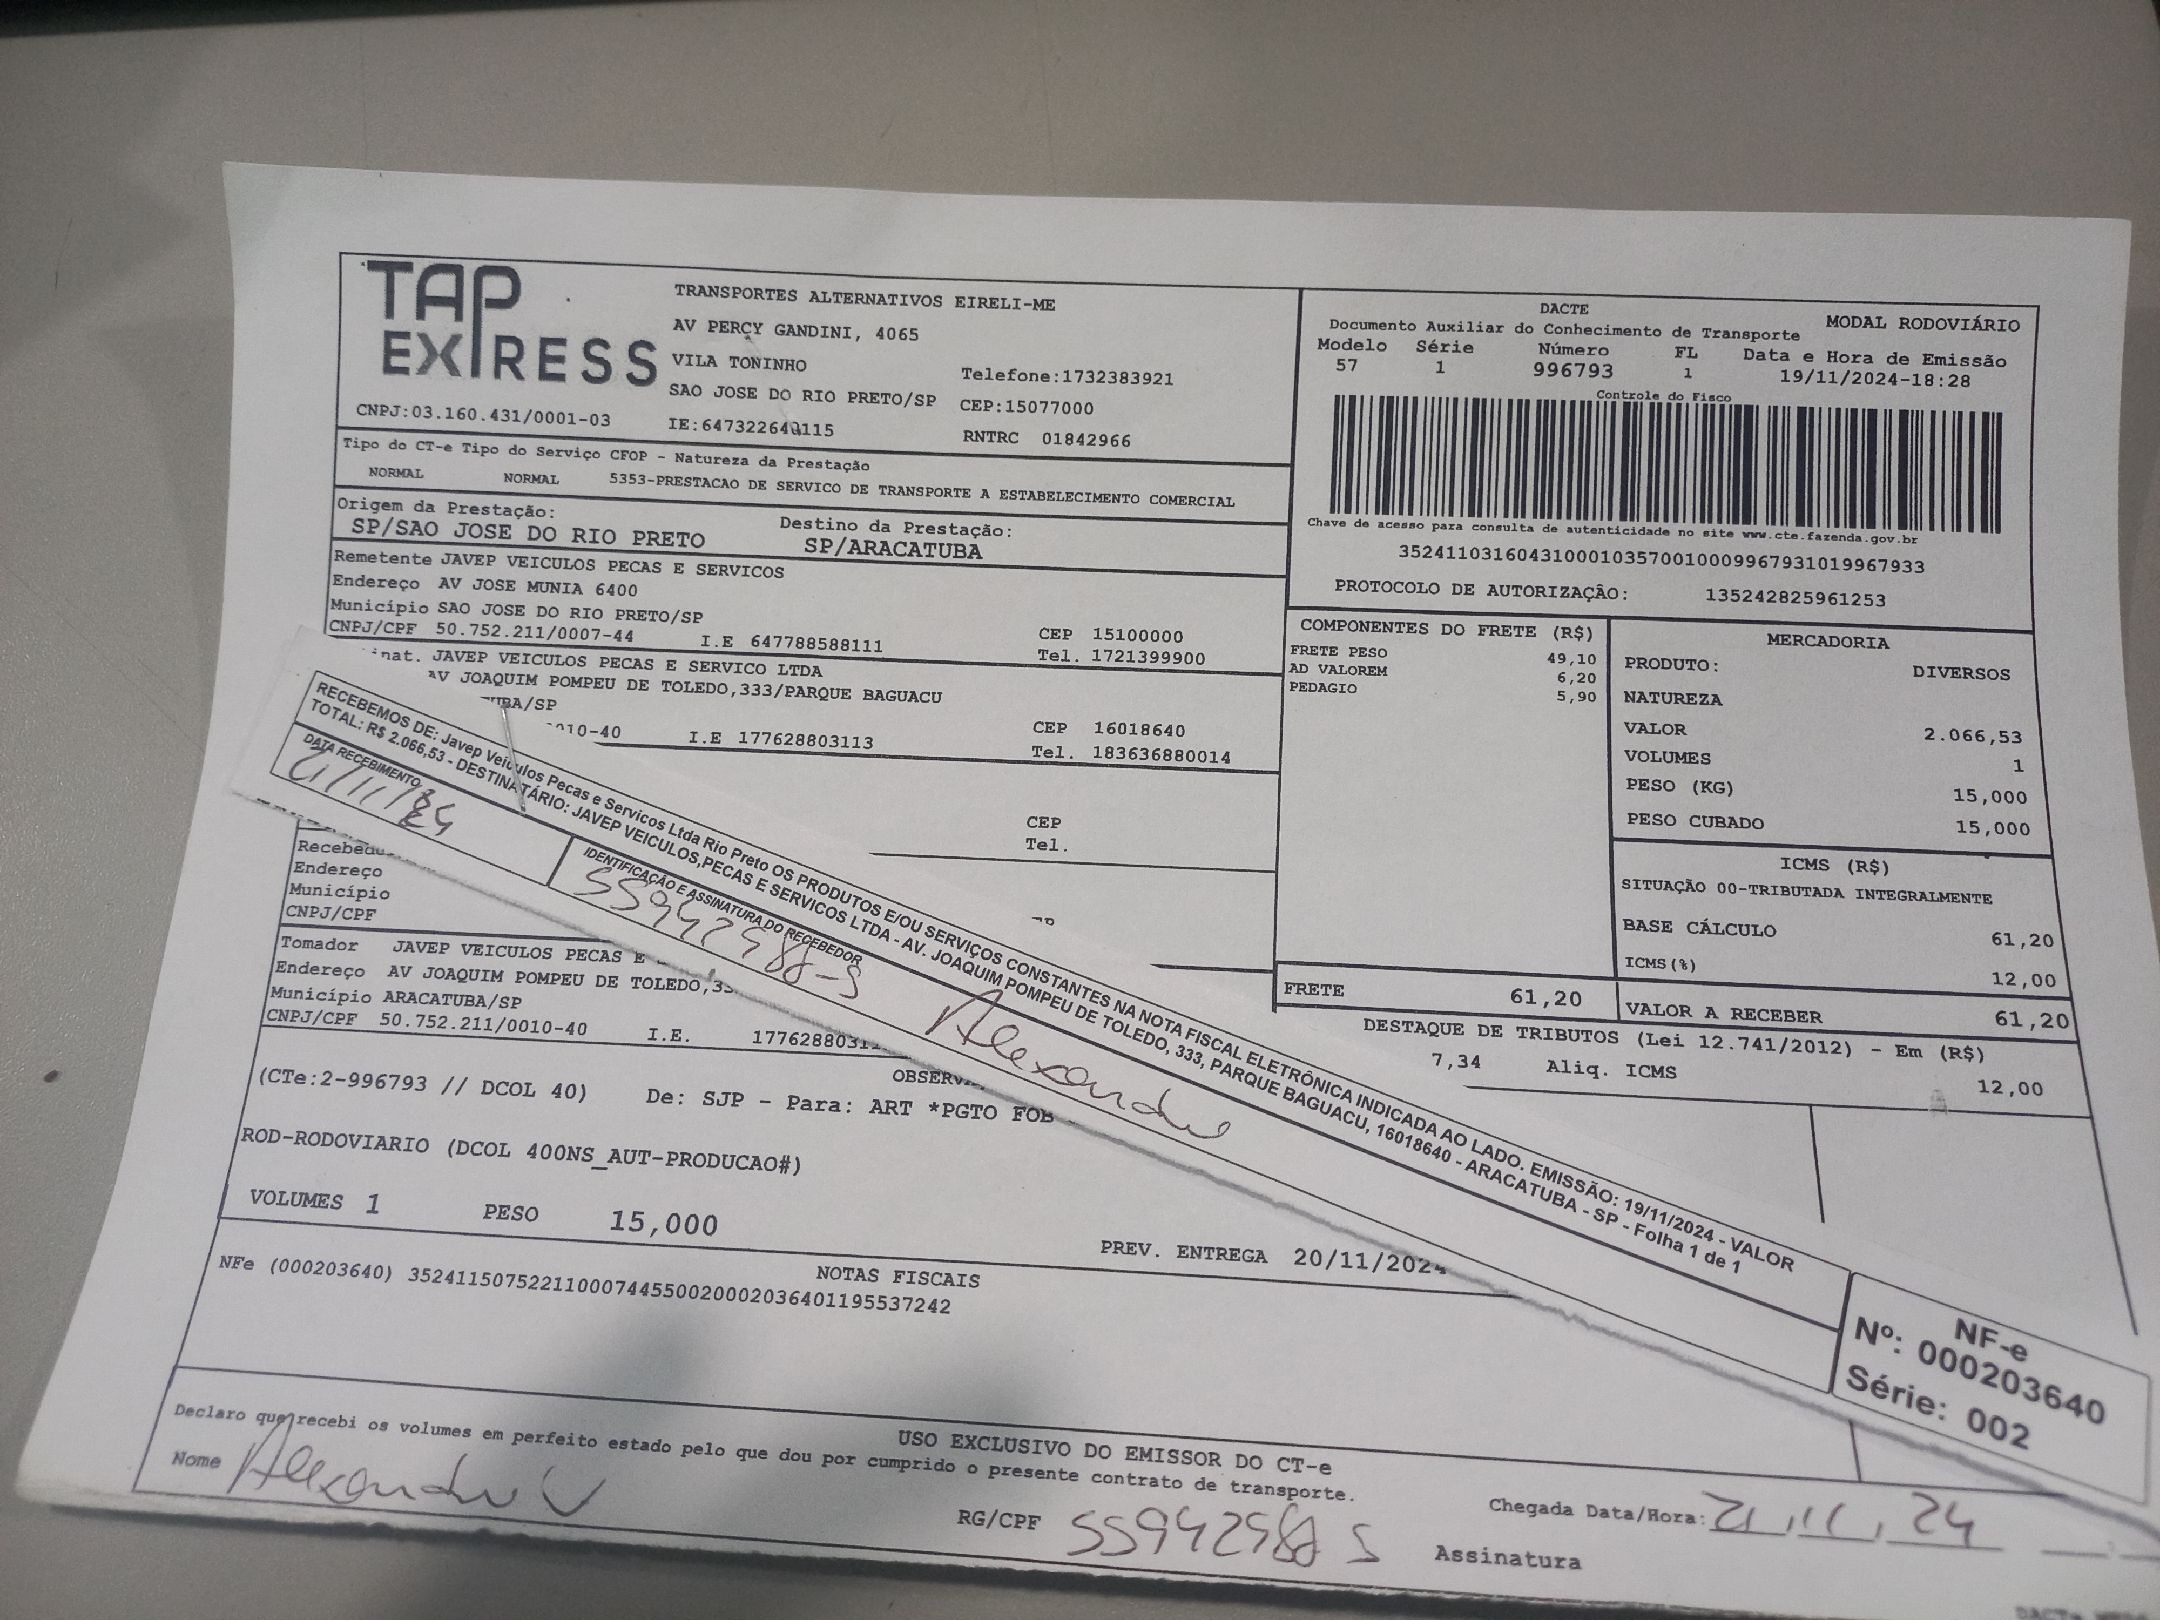 TAP EXPRESS
TRANSPORTES ALTERNATIVOS EIRELI-ME
AV PERCY GANDINI, 4065
VILA TONINHO
Telefone:1732383921
SAO JOSE DO RIO PRETO/SP CEP:15077000
CNPJ:03.160.431/0001-03
IE:647322640115
RNTRC 01842966
Tipo do CT-e Tipo do Serviço CFOP - Natureza da Prestação
NORMAL NORMAL 5353-PRESTACAO DE SERVICO DE TRANSPORTE A ESTABELECIMENTO COMERCIAL
Origem da Prestação: Destino da Prestação:
SP/SAO JOSE DO RIO PRETO SP/ARACATUBA
Remetente JAVEP VEICULOS PECAS E SERVICOS
Endereço AV JOSE MUNIA 6400
Município SAO JOSE DO RIO PRETO/SP
CEP 15100000
CNPJ/CPF 50.752.211/0007-44 I.E 647788588111 Tel. 1721399900
nat. JAVEP VEICULOS PECAS E SERVICO LTDA
AV JOAQUIM POMPEU DE TOLEDO,333/PARQUE BAGUACU
UBA/SP CEP 16018640
010-40 I.E 177628803113 Tel. 183636880014
CEP
Tel.
DACTE MODAL RODOVIÁRIO
Documento Auxiliar do Conhecimento de Transporte
Modelo Série Número FL Data e Hora de Emissão
57 1 996793 1 19/11/2024-18:28
Controle do Fisco
Chave de acesso para consulta de autenticidade no site www.cte.fazenda.gov.br
35241103160431000103570010009967931019967933
PROTOCOLO DE AUTORIZAÇÃO: 135242825961253
COMPONENTES DO FRETE (R$)
FRETE PESO 49,10
AD VALOREM 6,20
PEDAGIO 5,90
MERCADORIA
PRODUTO: DIVERSOS
NATUREZA
VALOR 2.066,53
VOLUMES 1
PESO (KG) 15,000
PESO CUBADO 15,000
ICMS (R$)
SITUAÇÃO 00-TRIBUTADA INTEGRALMENTE
BASE CÁLCULO 61,20
ICMS(%) 12,00
FRETE 61,20 VALOR A RECEBER 61,20
DESTAQUE DE TRIBUTOS (Lei 12.741/2012) - Em (R$)
7,34 Aliq. ICMS 12,00
RECEBEMOS DE: Javep Veiculos Pecas e Servicos Ltda Rio Preto OS PRODUTOS E/OU SERVIÇOS CONSTANTES NA NOTA FISCAL ELETRÔNICA INDICADA AO LADO. EMISSÃO: 19/11/2024 - VALOR
TOTAL: R$ 2.066,53 - DESTINATÁRIO: JAVEP VEICULOS,PECAS E SERVICOS LTDA - AV. JOAQUIM POMPEU DE TOLEDO, 333, PARQUE BAGUACU, 16018640 - ARACATUBA - SP - Folha 1 de 1
DATA RECEBIMENTO
IDENTIFICAÇÃO E ASSINATURA DO RECEBEDOR
55942988-5 Alexandre
NF-e
Nº: 000203640
Série: 002
Recebedo
Endereço
Município
CNPJ/CPF
Tomador JAVEP VEICULOS PECAS E
Endereço AV JOAQUIM POMPEU DE TOLEDO,33
Município ARACATUBA/SP
CNPJ/CPF 50.752.211/0010-40 I.E. 17762880311
OBSERV
(CTe:2-996793 // DCOL 40) De: SJP - Para: ART *PGTO FOB
ROD-RODOVIARIO (DCOL 400NS_AUT-PRODUCAO#)
VOLUMES 1 PESO 15,000 PREV. ENTREGA 20/11/2024
NOTAS FISCAIS
NFe (000203640) 35241150752211000744550020002036401195537242
USO EXCLUSIVO DO EMISSOR DO CT-e
Declaro que recebi os volumes em perfeito estado pelo que dou por cumprido o presente contrato de transporte.
Nome Alexandre
RG/CPF 55942988 5
Chegada Data/Hora: 21 11 24
Assinatura